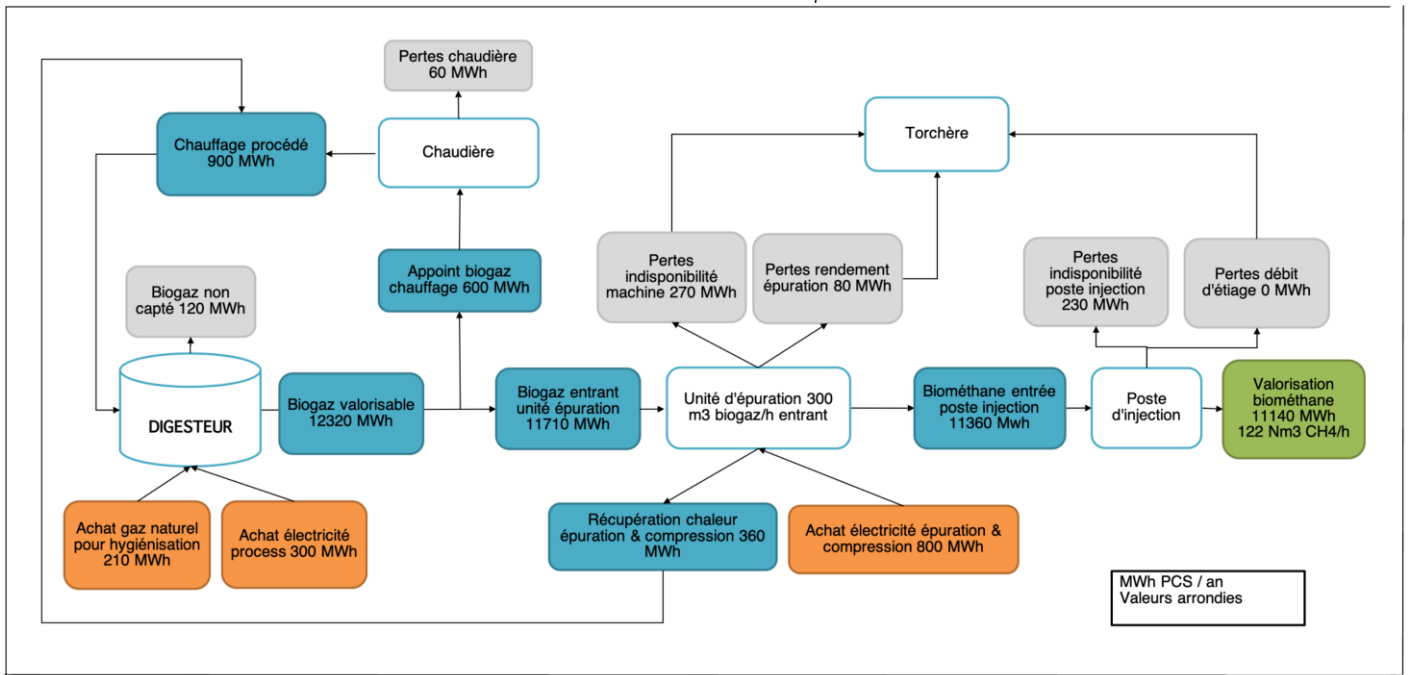 Pertes chaudière
60 MWh
Chauffage procédé
900 MWh
Chaudière
Torchère
Appoint biogaz
chauffage 600 MWh
Pertes
indisponibilité
machine 270 MWh
Pertes rendement
épuration 80 MWh
Pertes
indisponibilité
poste injection
230 MWh
Pertes débit
d'étiage 0 MWh
Biogaz non
capté 120 MWh
DIGESTEUR
Biogaz valorisable
12320 MWh
Biogaz entrant
unité épuration
11710 MWh
Unité d'épuration 300
m3 biogaz/h entrant
Biométhane entrée
poste injection
11360 Mwh
Poste
d'injection
Valorisation
biométhane
11140 MWh
122 Nm3 CH4/h
Achat gaz naturel
pour hygiénisation
210 MWh
Achat électricité
process 300 MWh
Récupération chaleur
épuration & compression 360
MWh
Achat électricité épuration &
compression 800 MWh
MWh PCS / an
Valeurs arrondies